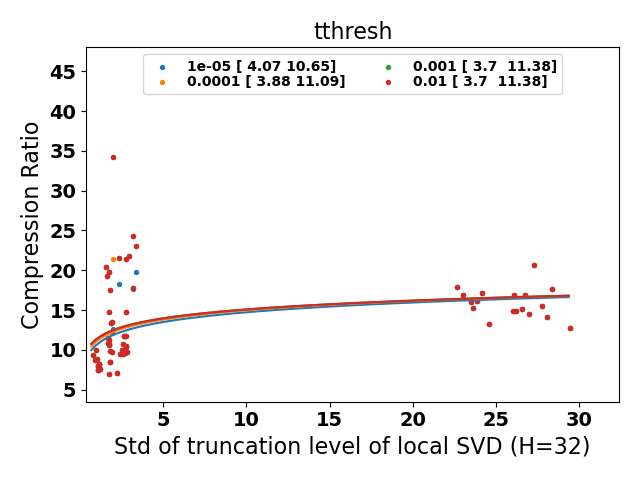 tthresh
1e-05 [ 4.07 10.65]
0.0001 [ 3.88 11.09]
0.001 [ 3.7  11.38]
0.01 [ 3.7  11.38]
Compression Ratio
45
40
35
30
25
20
15
10
5
5 10 15 20 25 30
Std of truncation level of local SVD (H=32)